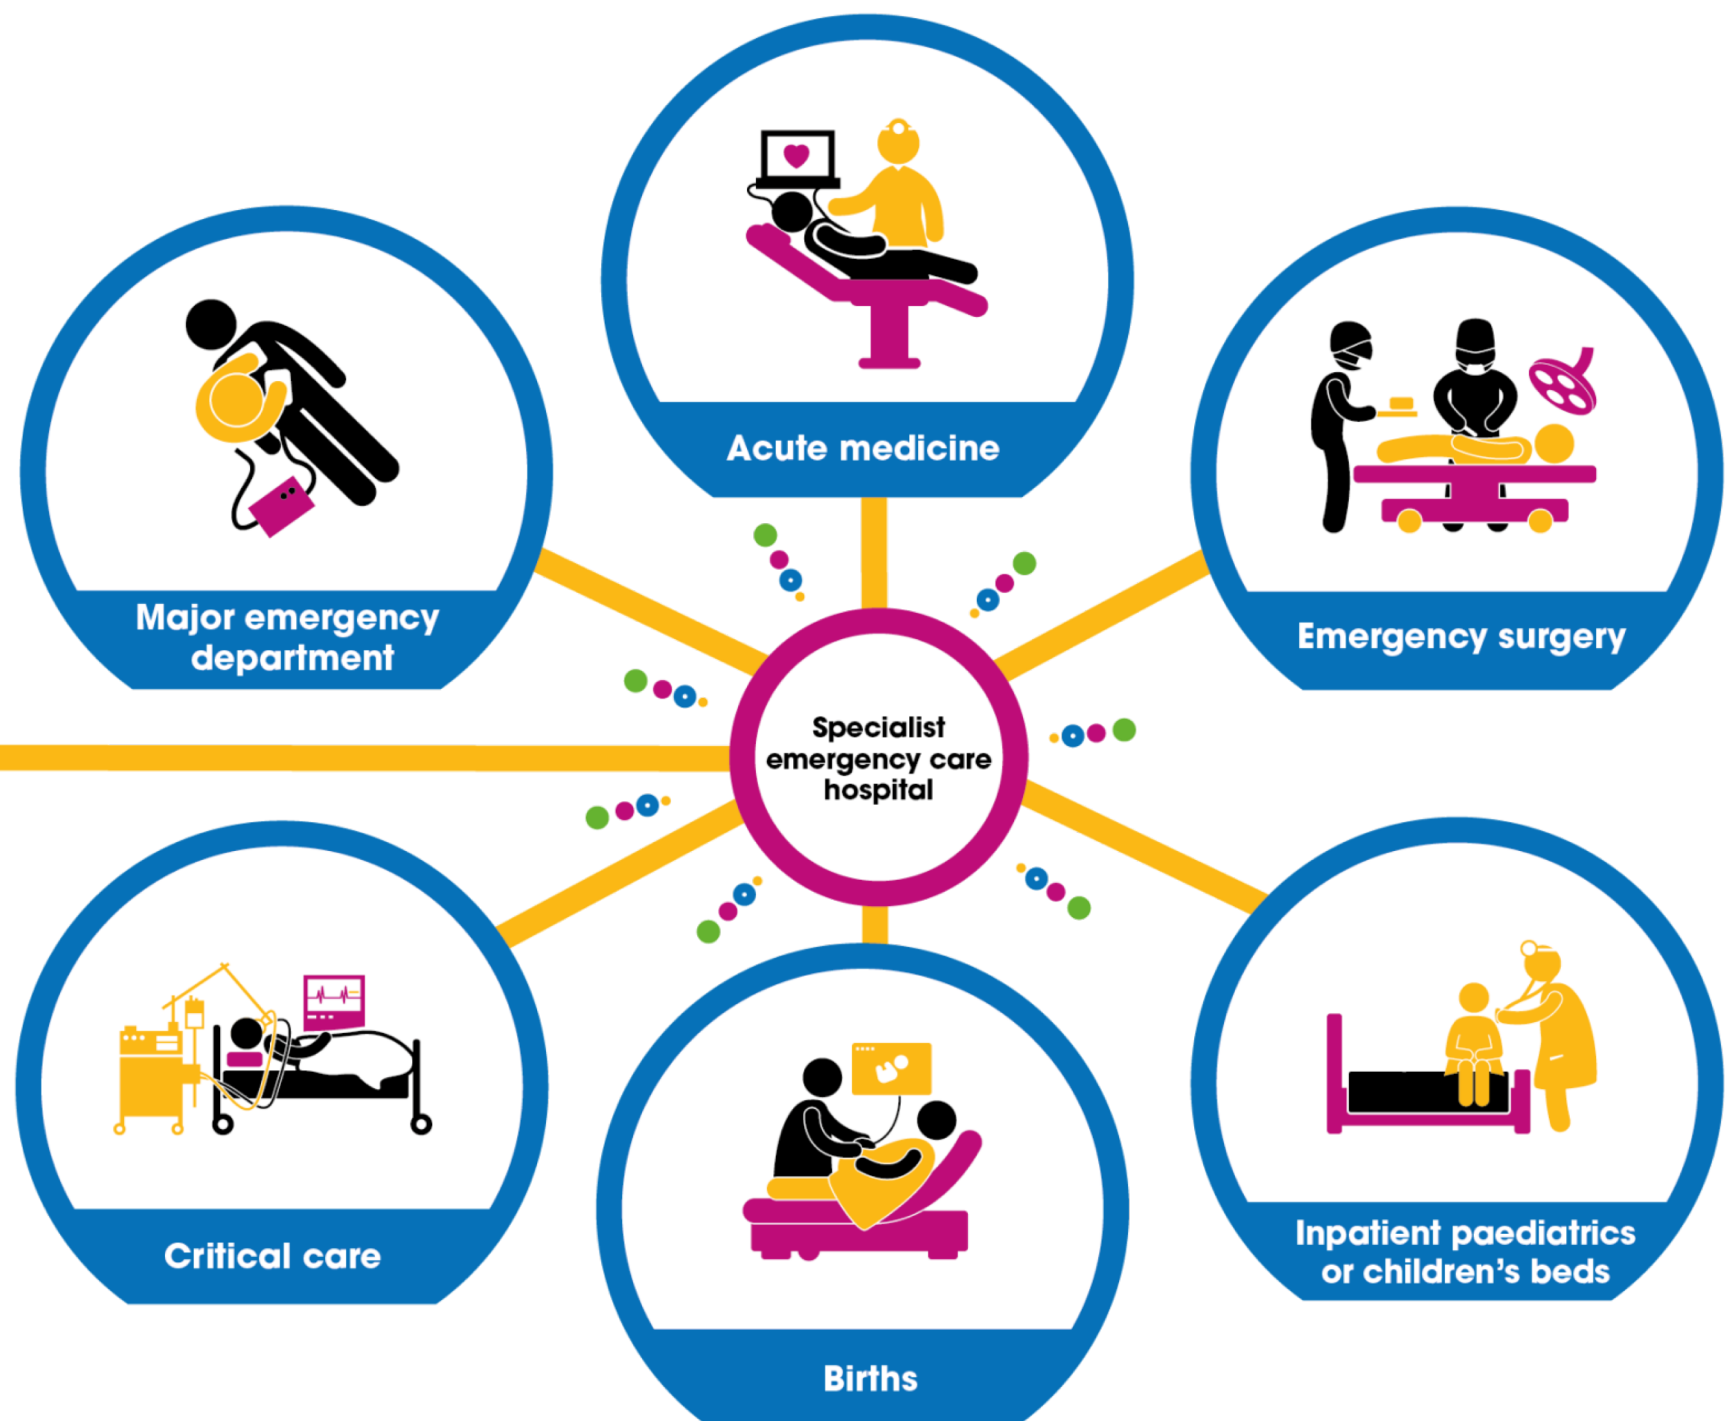 Acute medicine
Major emergency
department
Emergency surgery
Specialist
emergency care
hospital
Critical care
Births
Inpatient paediatrics
or children's beds